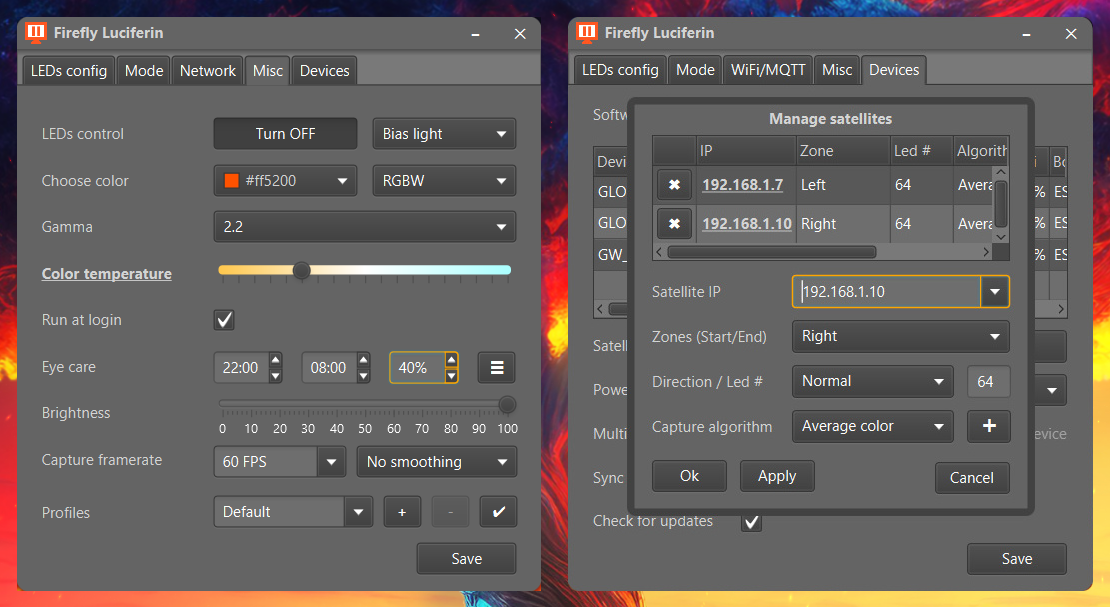 Firefly Luciferin
LEDs config Mode Network Misc Devices
LEDs control Turn OFF Bias light
Choose color #ff5200 RGBW
Gamma 2.2
Color temperature
Run at login
Eye care 22:00 08:00 40%
Brightness
0 10 20 30 40 50 60 70 80 90 100
Capture framerate 60 FPS No smoothing
Profiles Default + -
Save
Firefly Luciferin
LEDs config Mode WiFi/MQTT Misc Devices
Softw
Manage satellites
Devi
IP Zone Led # Algorith
i Bo
GLO
192.168.1.7 Left 64 Avera
% ES
GLO
192.168.1.10 Right 64 Avera
% ES
GW_
% ES
Satellite IP 192.168.1.10
Zones (Start/End) Right
Satell
Direction / Led # Normal 64
Powe
Capture algorithm Average color +
Multi
evice
Ok Apply Cancel
Sync
Check for updates
Save